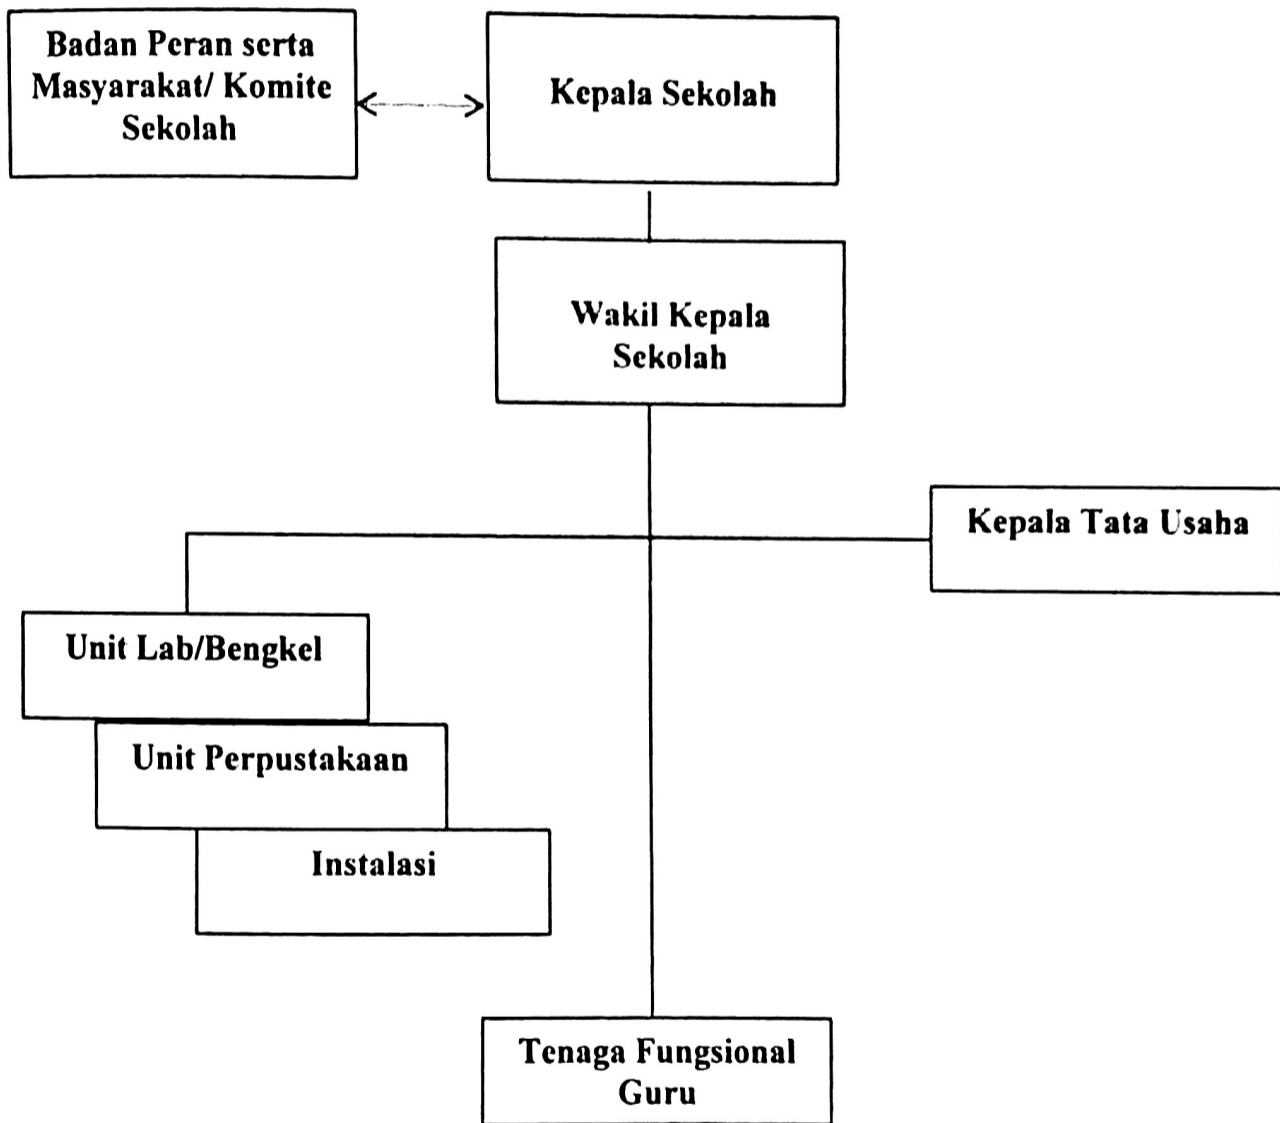 Badan Peran serta
Masyarakat/ Komite
Sekolah
Kepala Sekolah
Wakil Kepala
Sekolah
Kepala Tata Usaha
Unit Lab/Bengkel
Unit Perpustakaan
Instalasi
Tenaga Fungsional
Guru